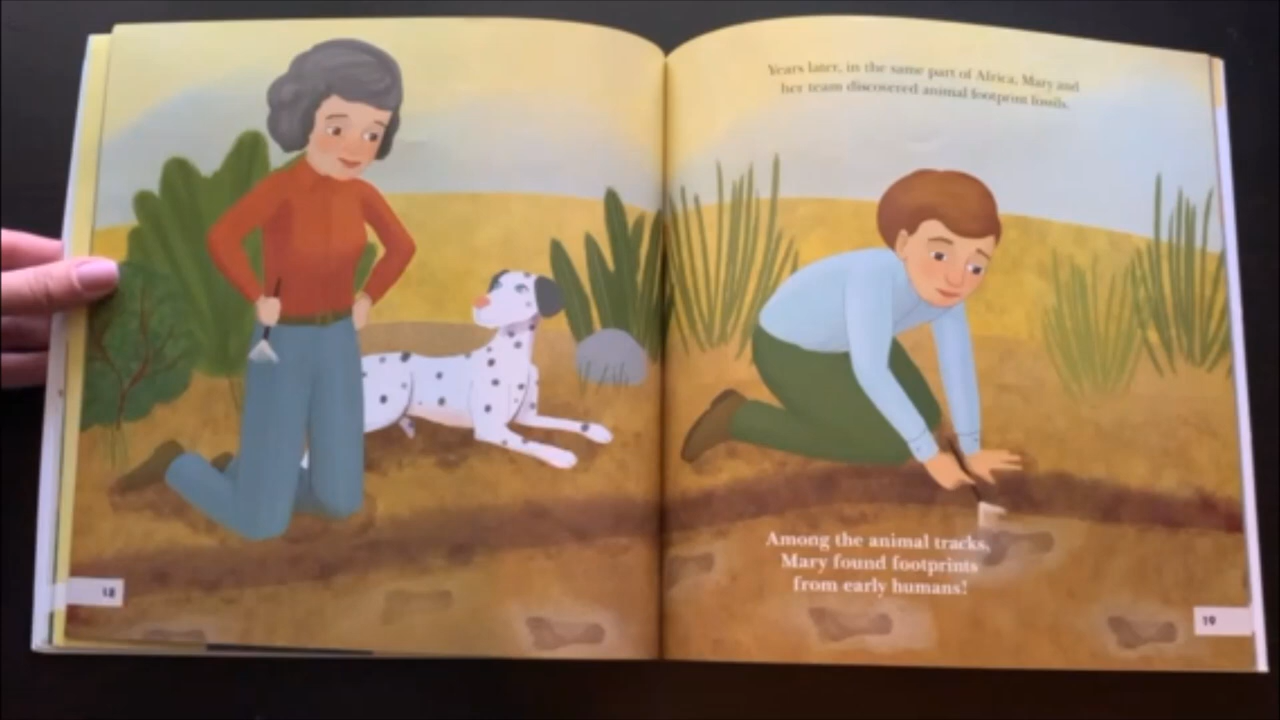 Years later, in the same part of Africa, Mary and
her team discovered animal footprint fossils.
Among the animal tracks,
Mary found footprints
from early humans!
18
19